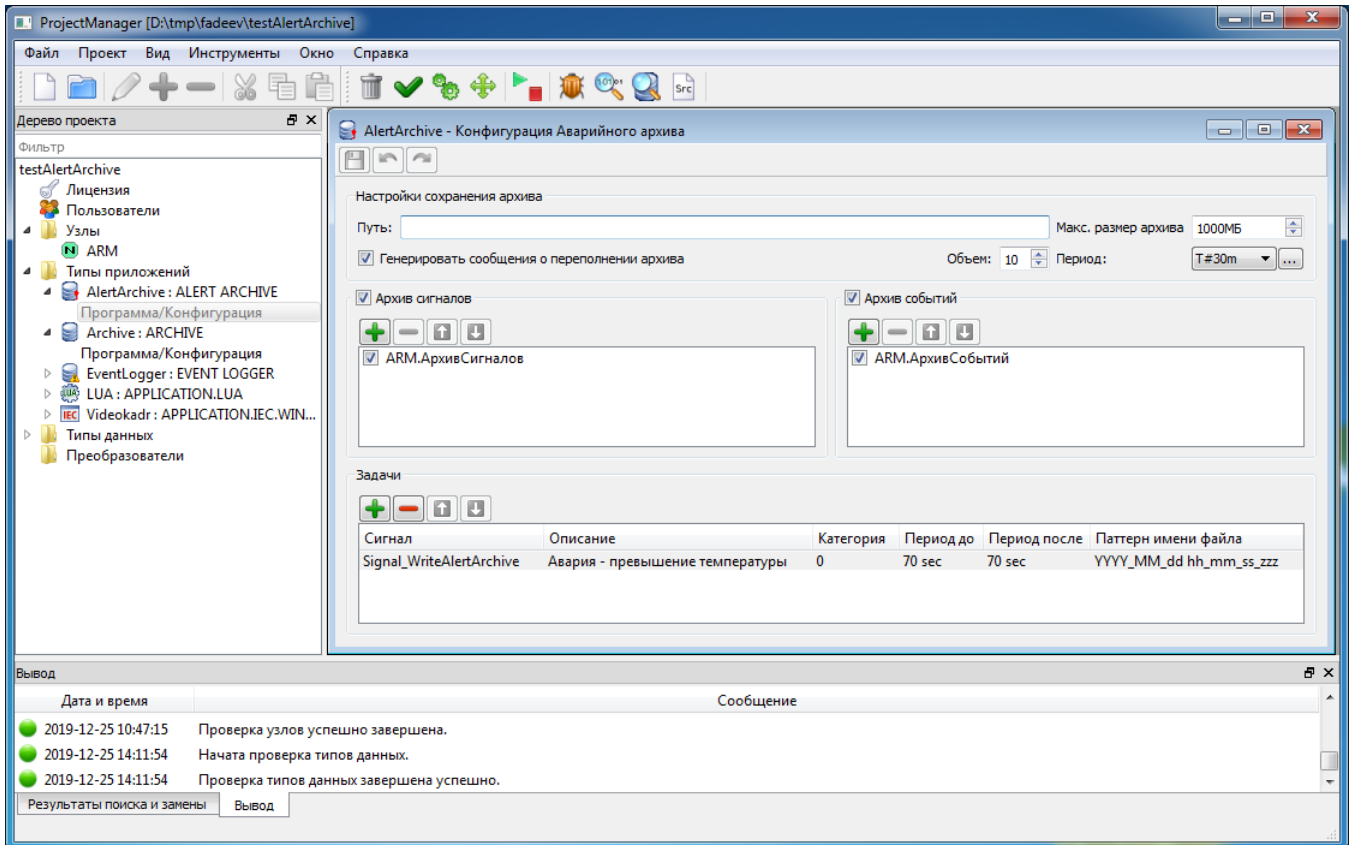 ProjectManager [D:\tmp\fadeev\testAlertArchive]
Файл Проект Вид Инструменты Окно Справка
101 01
Src
Дерево проекта
Фильтр
testAlertArchive
Лицензия
Пользователи
Узлы
N ARM
Типы приложений
AlertArchive : ALERT ARCHIVE
Программа/Конфигурация
Archive : ARCHIVE
Программа/Конфигурация
EventLogger : EVENT LOGGER
LUA LUA : APPLICATION.LUA
IEC Videokadr : APPLICATION.IEC.WIN...
Типы данных
Преобразователи
AlertArchive - Конфигурация Аварийного архива
Настройки сохранения архива
Путь: Макс. размер архива 1000МБ
Генерировать сообщения о переполнении архива Объем: 10 Период: T#30m ...
Архив сигналов
ARM.АрхивСигналов
Архив событий
ARM.АрхивСобытий
Задачи
Сигнал Описание Категория Период до Период после Паттерн имени файла
Signal_WriteAlertArchive Авария - превышение температуры 0 70 sec 70 sec YYYY_MM_dd hh_mm_ss_zzz
Вывод
Дата и время Сообщение
2019-12-25 10:47:15 Проверка узлов успешно завершена.
2019-12-25 14:11:54 Начата проверка типов данных.
2019-12-25 14:11:54 Проверка типов данных завершена успешно.
Результаты поиска и замены Вывод